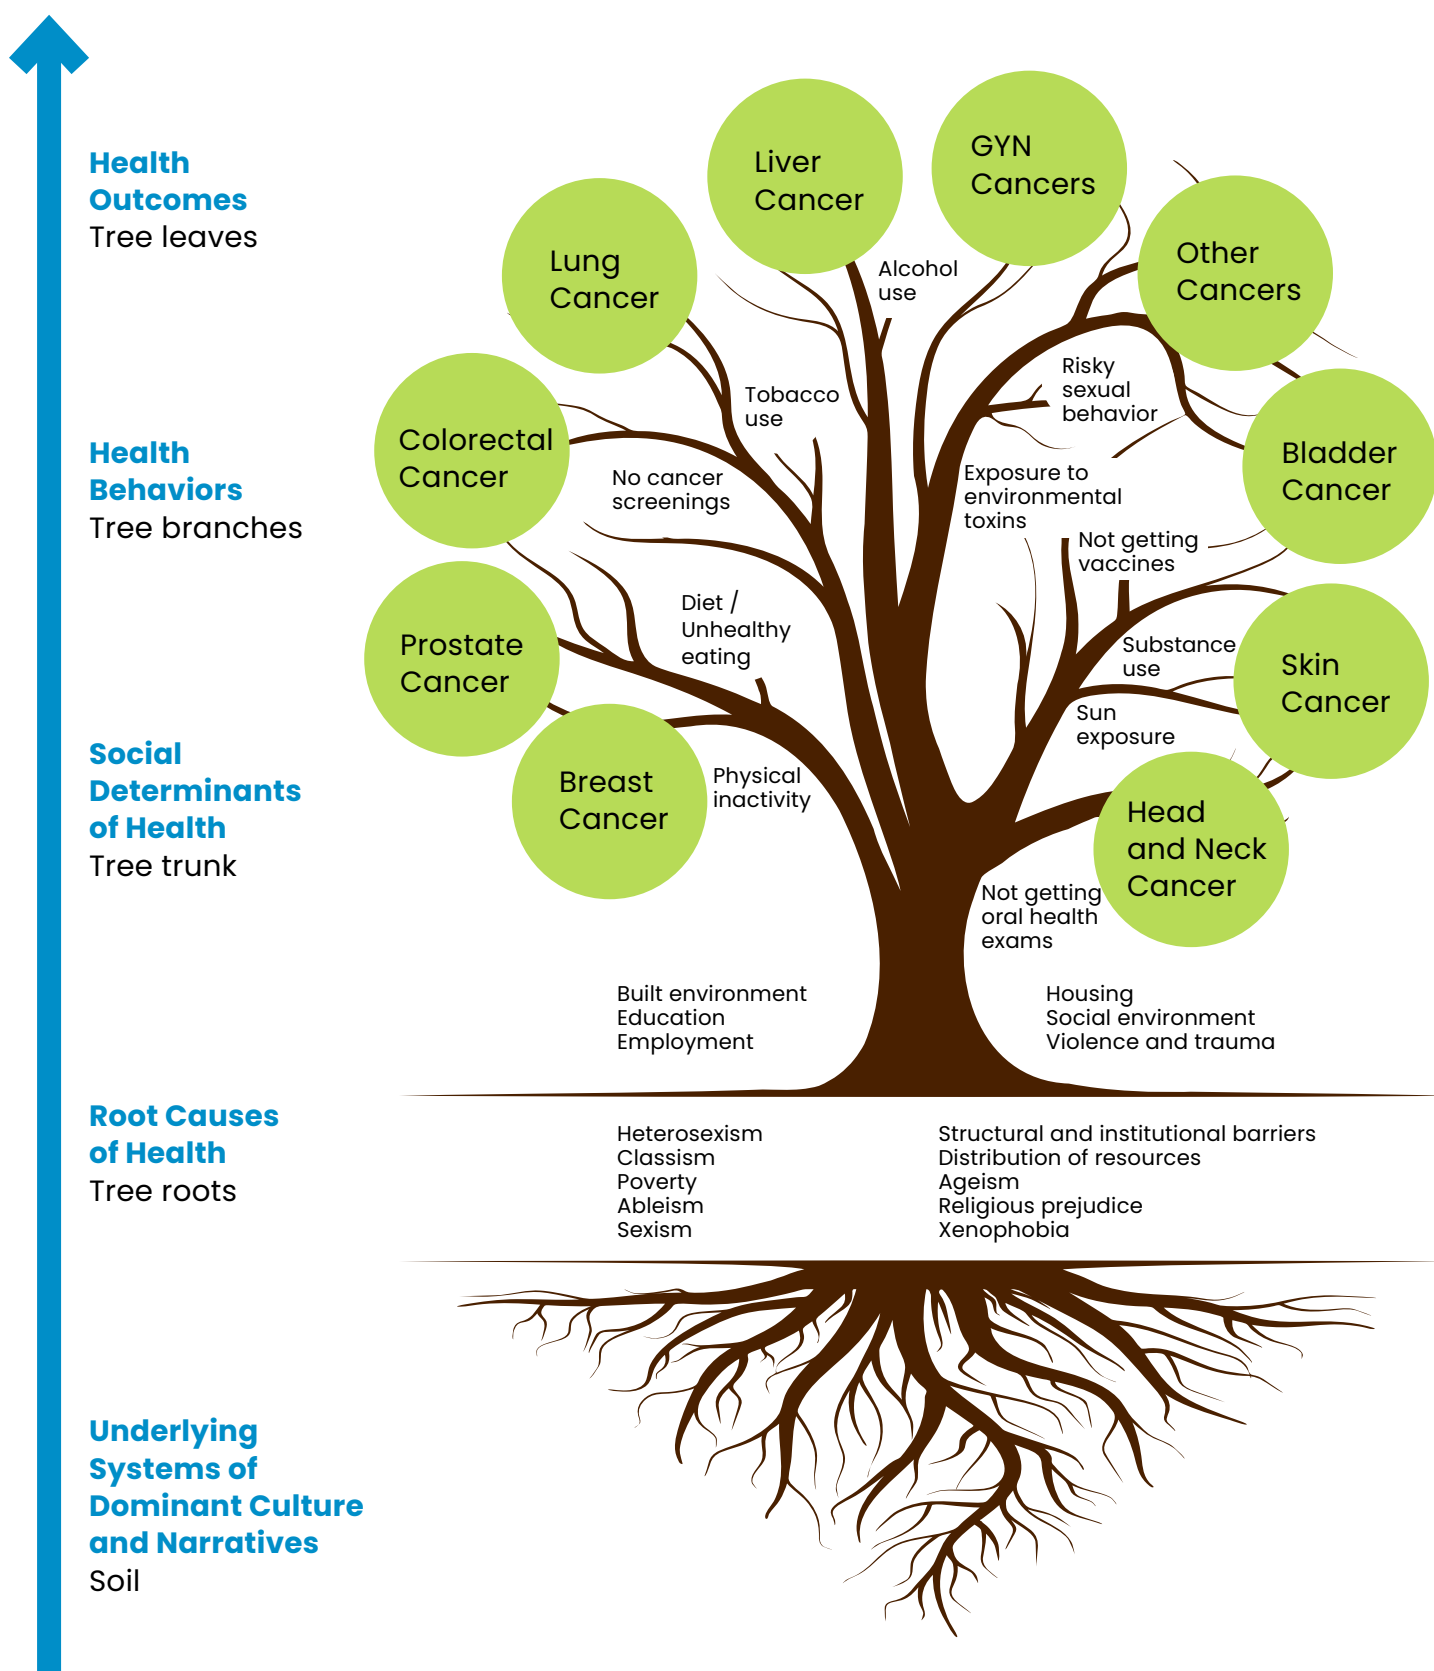 Health
Outcomes
Tree leaves
Health
Behaviors
Tree branches
Social
Determinants
of Health
Tree trunk
Root Causes
of Health
Tree roots
Underlying
Systems of
Dominant Culture
and Narratives
Soil
Liver
Cancer
GYN
Cancers
Lung
Cancer
Other
Cancers
Colorectal
Cancer
Bladder
Cancer
Prostate
Cancer
Skin
Cancer
Breast
Cancer
Head
and Neck
Cancer
Alcohol
use
Tobacco
use
Risky
sexual
behavior
No cancer
screenings
Exposure to
environmental
toxins
Not getting
vaccines
Diet /
Unhealthy
eating
Substance
use
Sun
exposure
Physical
inactivity
Not getting
oral health
exams
Built environment
Education
Employment
Housing
Social environment
Violence and trauma
Heterosexism
Classism
Poverty
Ableism
Sexism
Structural and institutional barriers
Distribution of resources
Ageism
Religious prejudice
Xenophobia